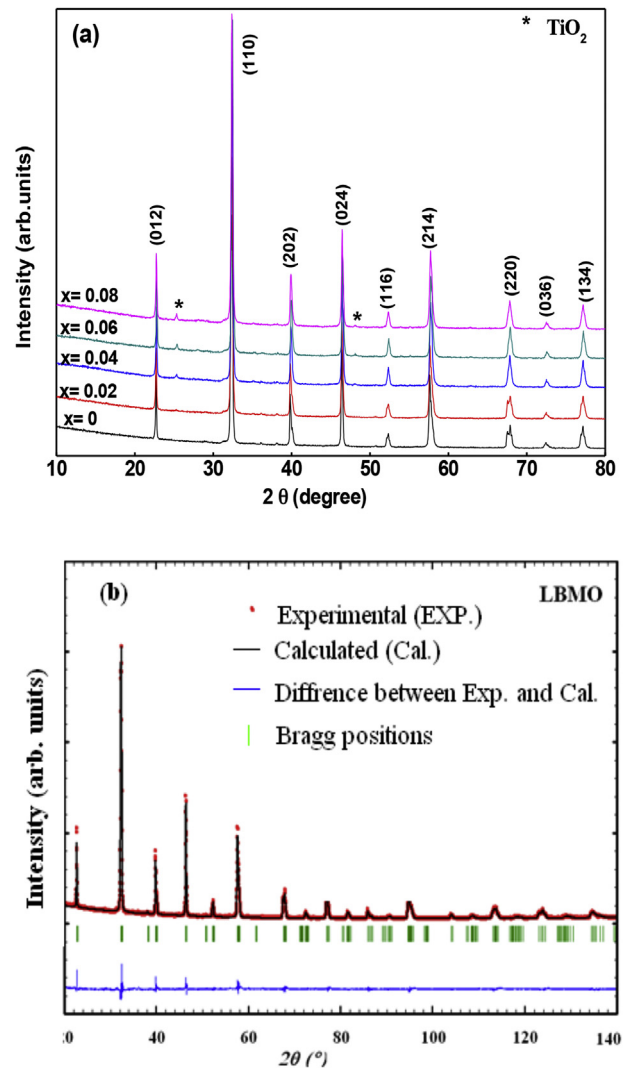 (a)
* TiO2
(110)
(012)
(202)
(024)
(116)
(214)
(220)
(036)
(134)
*
*
x= 0.08
x= 0.06
x= 0.04
x= 0.02
x= 0
Intensity (arb.units)
10 20 30 40 50 60 70 80
2 θ (degree)
(b)
LBMO
Experimental (EXP.)
Calculated (Cal.)
Diffrence between Exp. and Cal.
Bragg positions
Intensity (arb. units)
20 40 60 80 100 120 140
2θ (°)